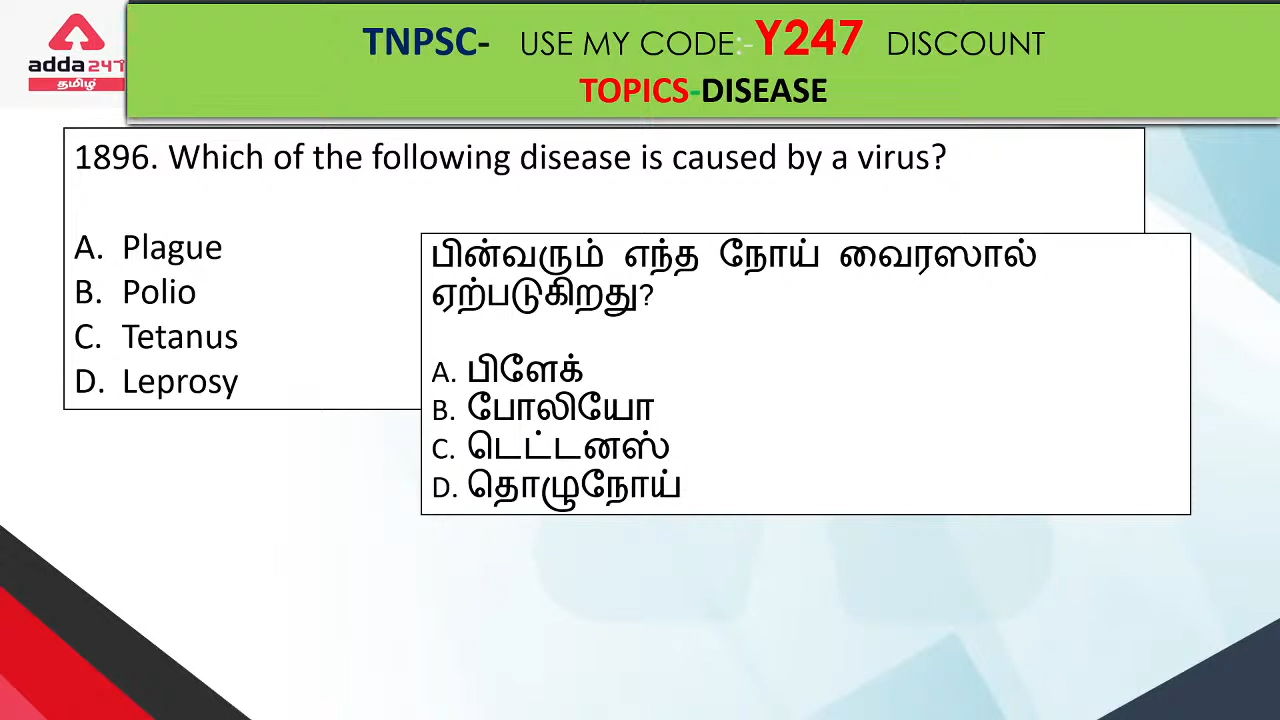 adda247
தமிழ்
TNPSC- USE MY CODE:-Y247 DISCOUNT
TOPICS-DISEASE
1896. Which of the following disease is caused by a virus?
A. Plague
B. Polio
C. Tetanus
D. Leprosy
பின்வரும் எந்த நோய் வைரஸால்
ஏற்படுகிறது?
A. பிளேக்
B. போலியோ
C. டெட்டனஸ்
D. தொழுநோய்